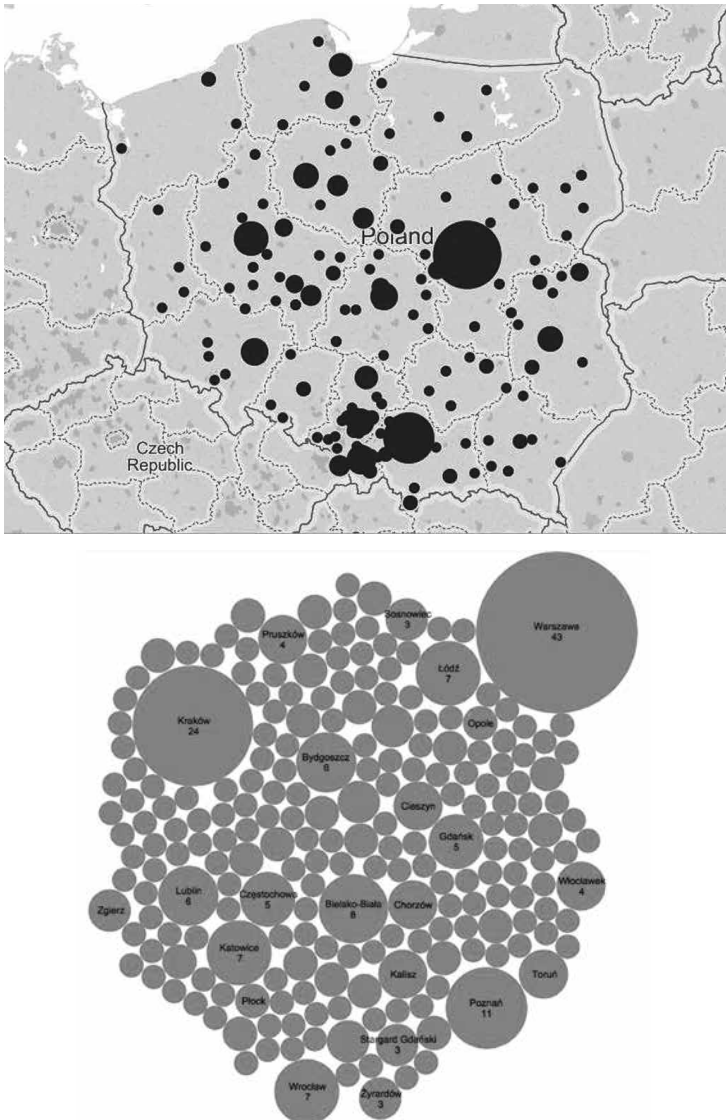 Poland
Czech
Republic
Warszawa
43
Sosnowiec
3
Pruszków
4
Łódź
7
Kraków
24
Opole
Bydgoszcz
6
Cieszyn
Gdańsk
5
Włocławek
4
Lublin
6
Częstochowa
5
Bielsko-Biała
8
Chorzów
Zgierz
Katowice
7
Kalisz
Toruń
Płock
Poznań
11
Stargard Gdański
3
Wrocław
7
Żyrardów
3